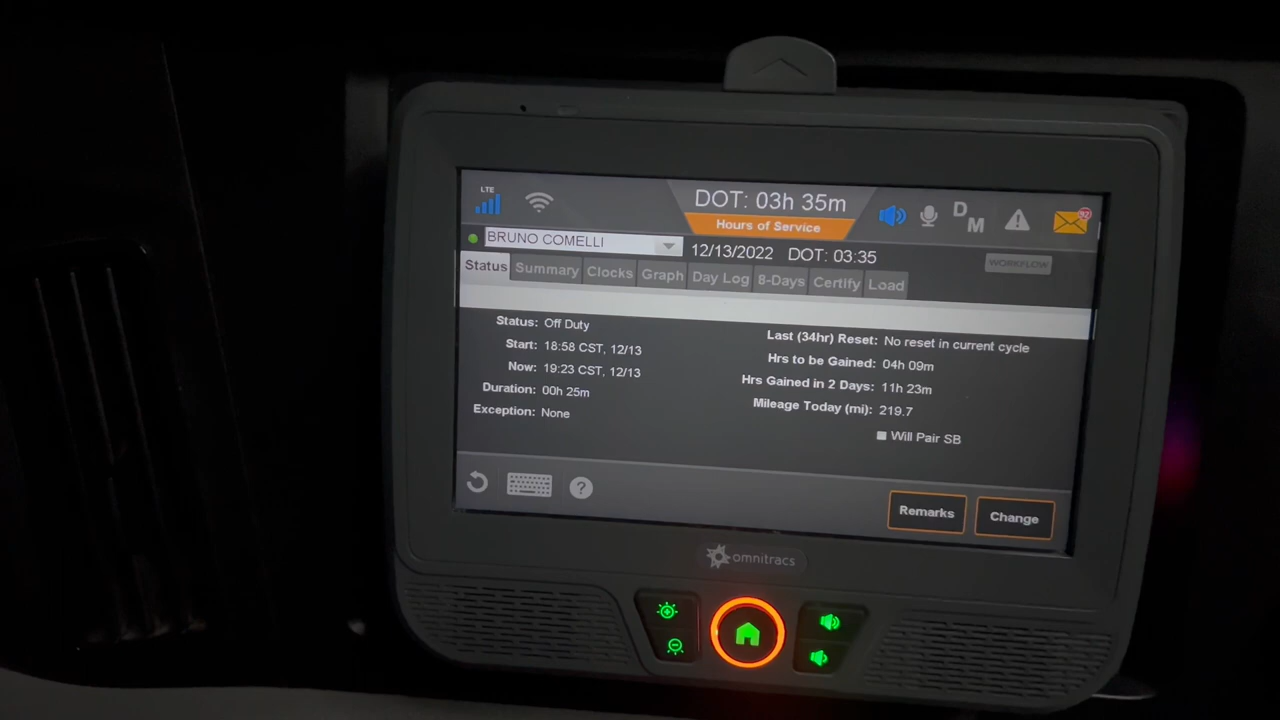 LTE
DOT: 03h 35m
Hours of Service
D
M
92
BRUNO COMELLI
12/13/2022 DOT: 03:35
WORKFLOW
Status Summary Clocks Graph Day Log 8-Days Certify Load
Status: Off Duty
Start: 18:58 CST, 12/13
Now: 19:23 CST, 12/13
Duration: 00h 25m
Exception: None
Last (34hr) Reset: No reset in current cycle
Hrs to be Gained: 04h 09m
Hrs Gained in 2 Days: 11h 23m
Mileage Today (mi): 219.7
Will Pair SB
?
Remarks
Change
omnitracs